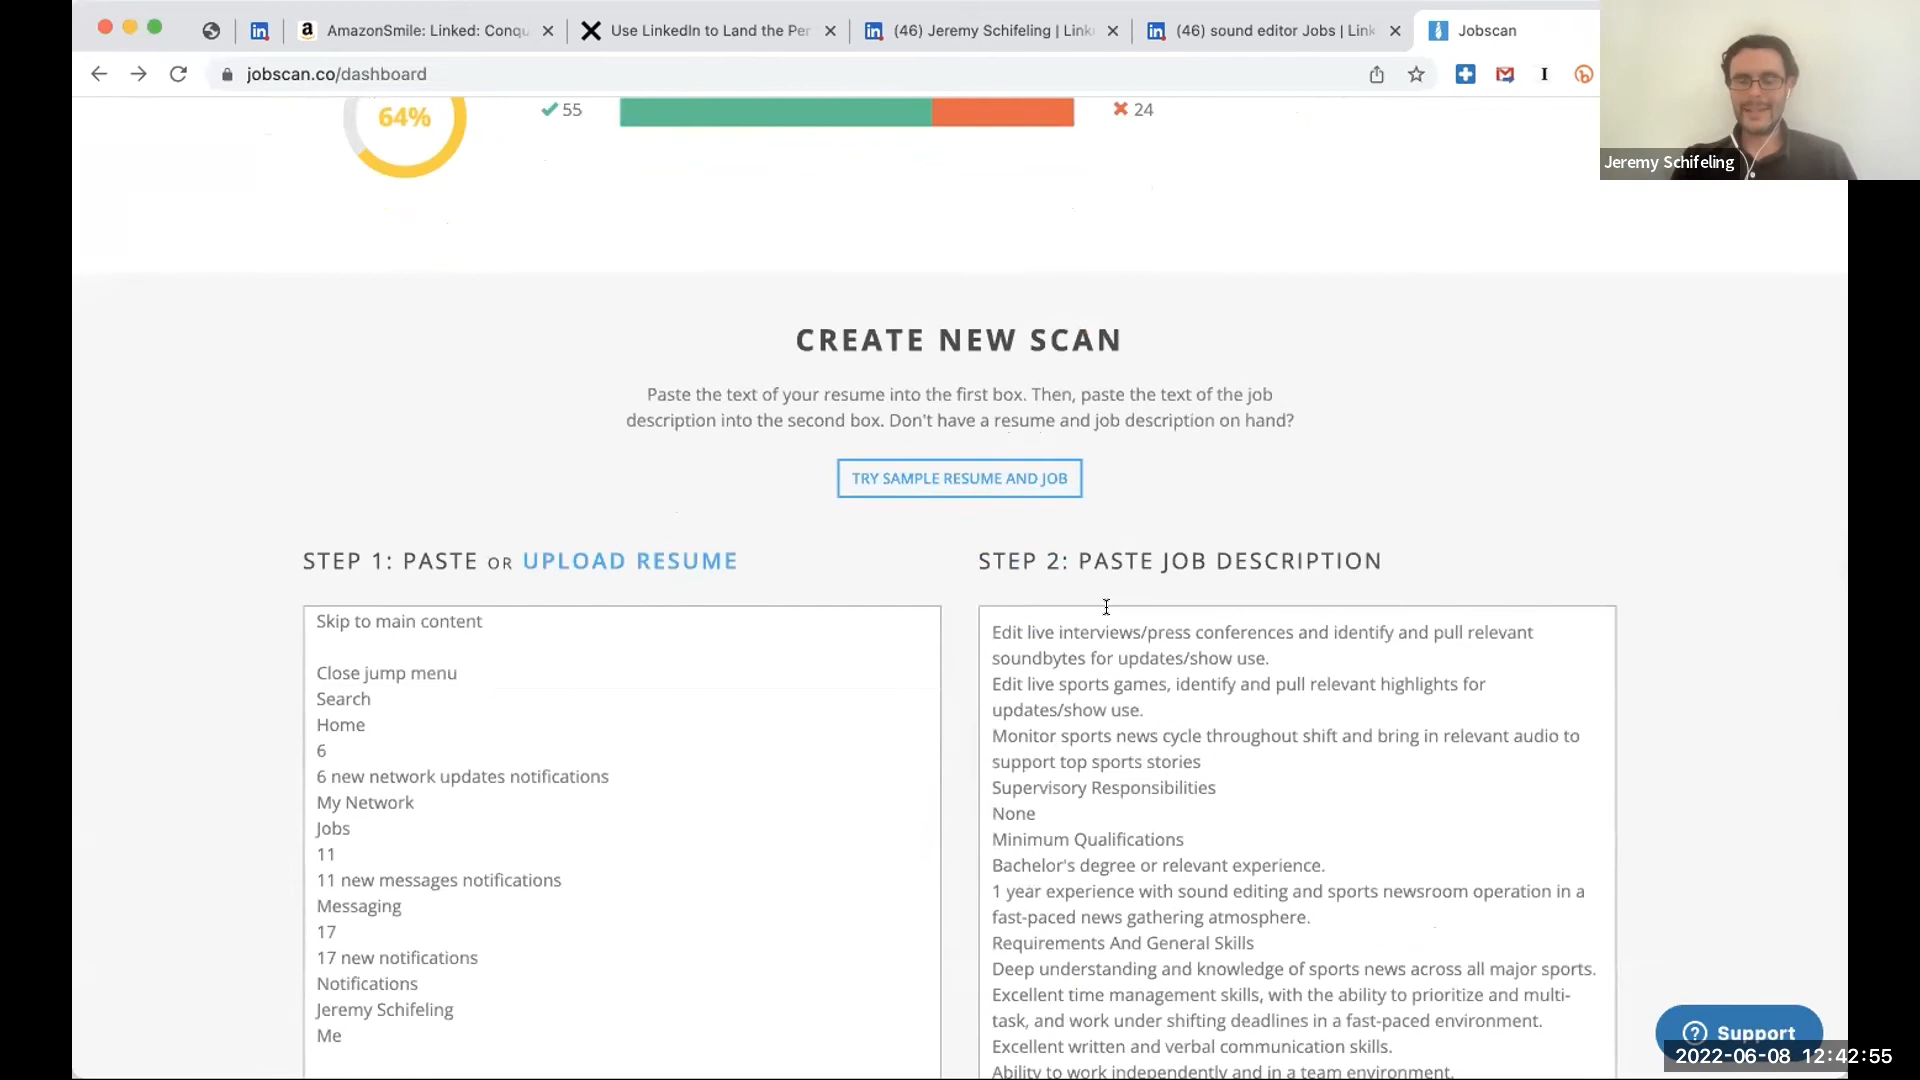 AmazonSmile: Linked: Conqu
Use LinkedIn to Land the Per
(46) Jeremy Schifeling | Link
(46) sound editor Jobs | Link
Jobscan
jobscan.co/dashboard
Jeremy Schifeling
64%
55
24
CREATE NEW SCAN
Paste the text of your resume into the first box. Then, paste the text of the job
description into the second box. Don't have a resume and job description on hand?
TRY SAMPLE RESUME AND JOB
STEP 1: PASTE OR UPLOAD RESUME
Skip to main content
Close jump menu
Search
Home
6
6 new network updates notifications
My Network
Jobs
11
11 new messages notifications
Messaging
17
17 new notifications
Notifications
Jeremy Schifeling
Me
STEP 2: PASTE JOB DESCRIPTION
Edit live interviews/press conferences and identify and pull relevant
soundbytes for updates/show use.
Edit live sports games, identify and pull relevant highlights for
updates/show use.
Monitor sports news cycle throughout shift and bring in relevant audio to
support top sports stories
Supervisory Responsibilities
None
Minimum Qualifications
Bachelor's degree or relevant experience.
1 year experience with sound editing and sports newsroom operation in a
fast-paced news gathering atmosphere.
Requirements And General Skills
Deep understanding and knowledge of sports news across all major sports.
Excellent time management skills, with the ability to prioritize and multi-
task, and work under shifting deadlines in a fast-paced environment.
Excellent written and verbal communication skills.
Ability to work independently and in a team environment.
Support
2022-06-08 12:42:55